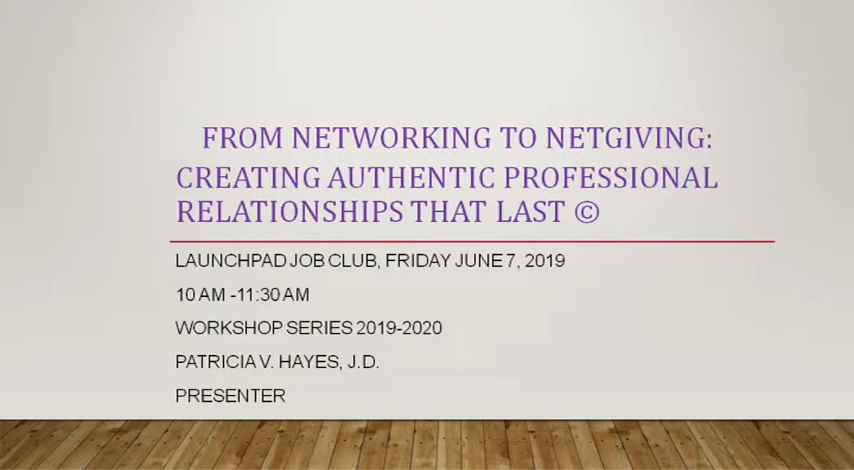 FROM NETWORKING TO NETGIVING:
CREATING AUTHENTIC PROFESSIONAL
RELATIONSHIPS THAT LAST ©
LAUNCHPAD JOB CLUB, FRIDAY JUNE 7, 2019
10 AM -11:30 AM
WORKSHOP SERIES 2019-2020
PATRICIA V. HAYES, J.D.
PRESENTER